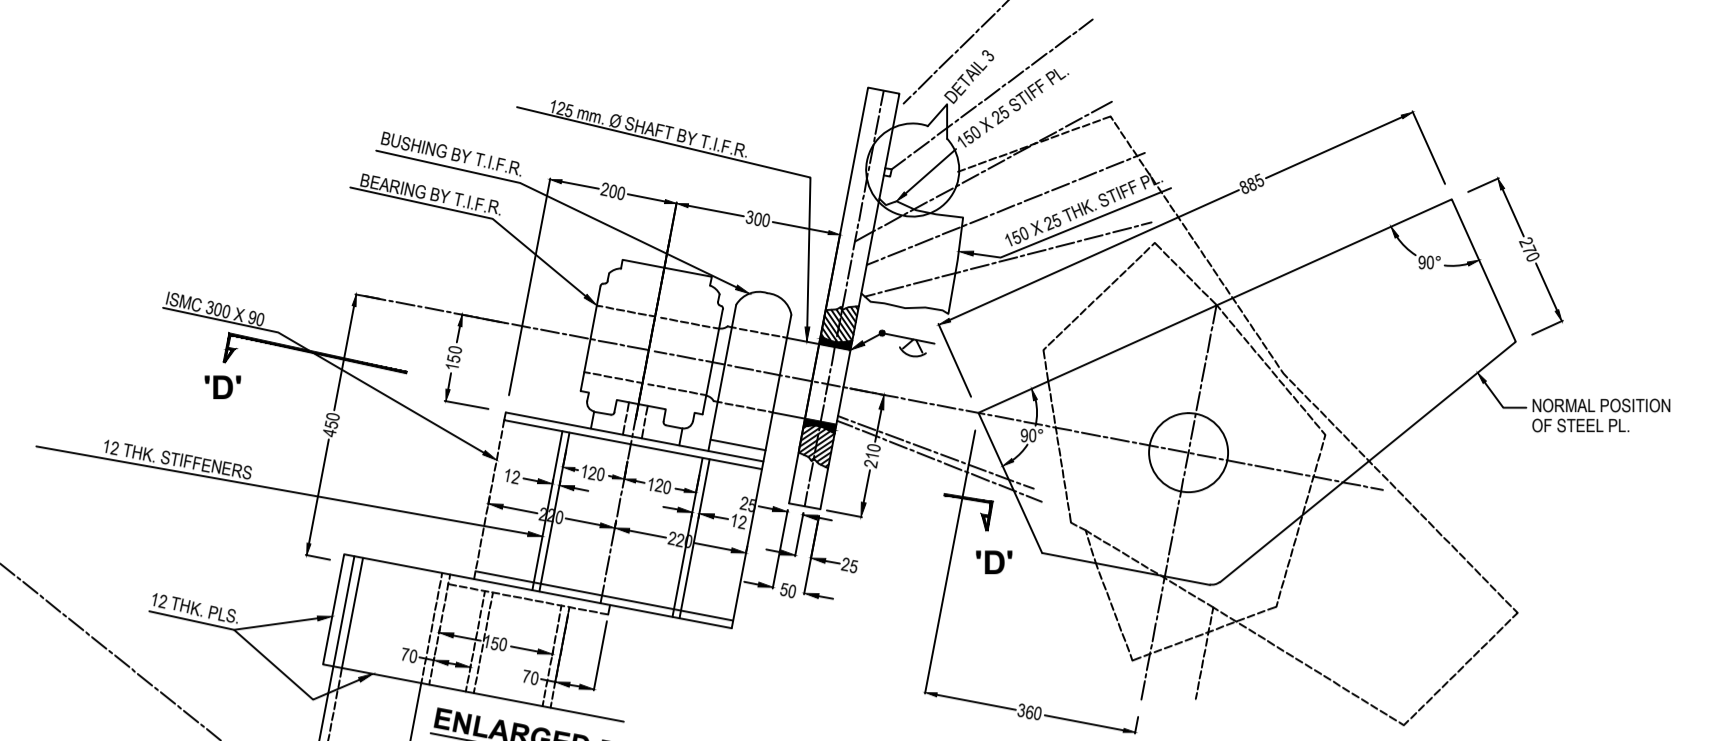 DETAIL 3
150 X 25 STIFF PL.
125 mm. Ø SHAFT BY T.I.F.R.
BUSHING BY T.I.F.R.
BEARING BY T.I.F.R.
200
300
885
150 X 25 THK. STIFF PL.
270
90°
ISMC 300 X 90
'D'
150
450
NORMAL POSITION
OF STEEL PL.
90°
210
12 THK. STIFFENERS
12
120
120
25
12
220
220
'D'
25
50
12 THK. PLS.
150
70
70
360
ENLARGED